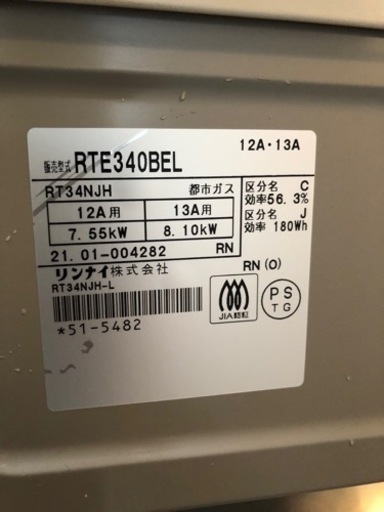 12A・13A
販売型式 RTE340BEL
RT34NJH 都市ガス
12A用 13A用
7.55kW 8.10kW
区分名 C
効率56.3%
区分名 J
効率 180Wh
21.01-004282 RN
リンナイ株式会社
RN(O)
RT34NJH-L
*51-5482
JIA認証
PS
TG